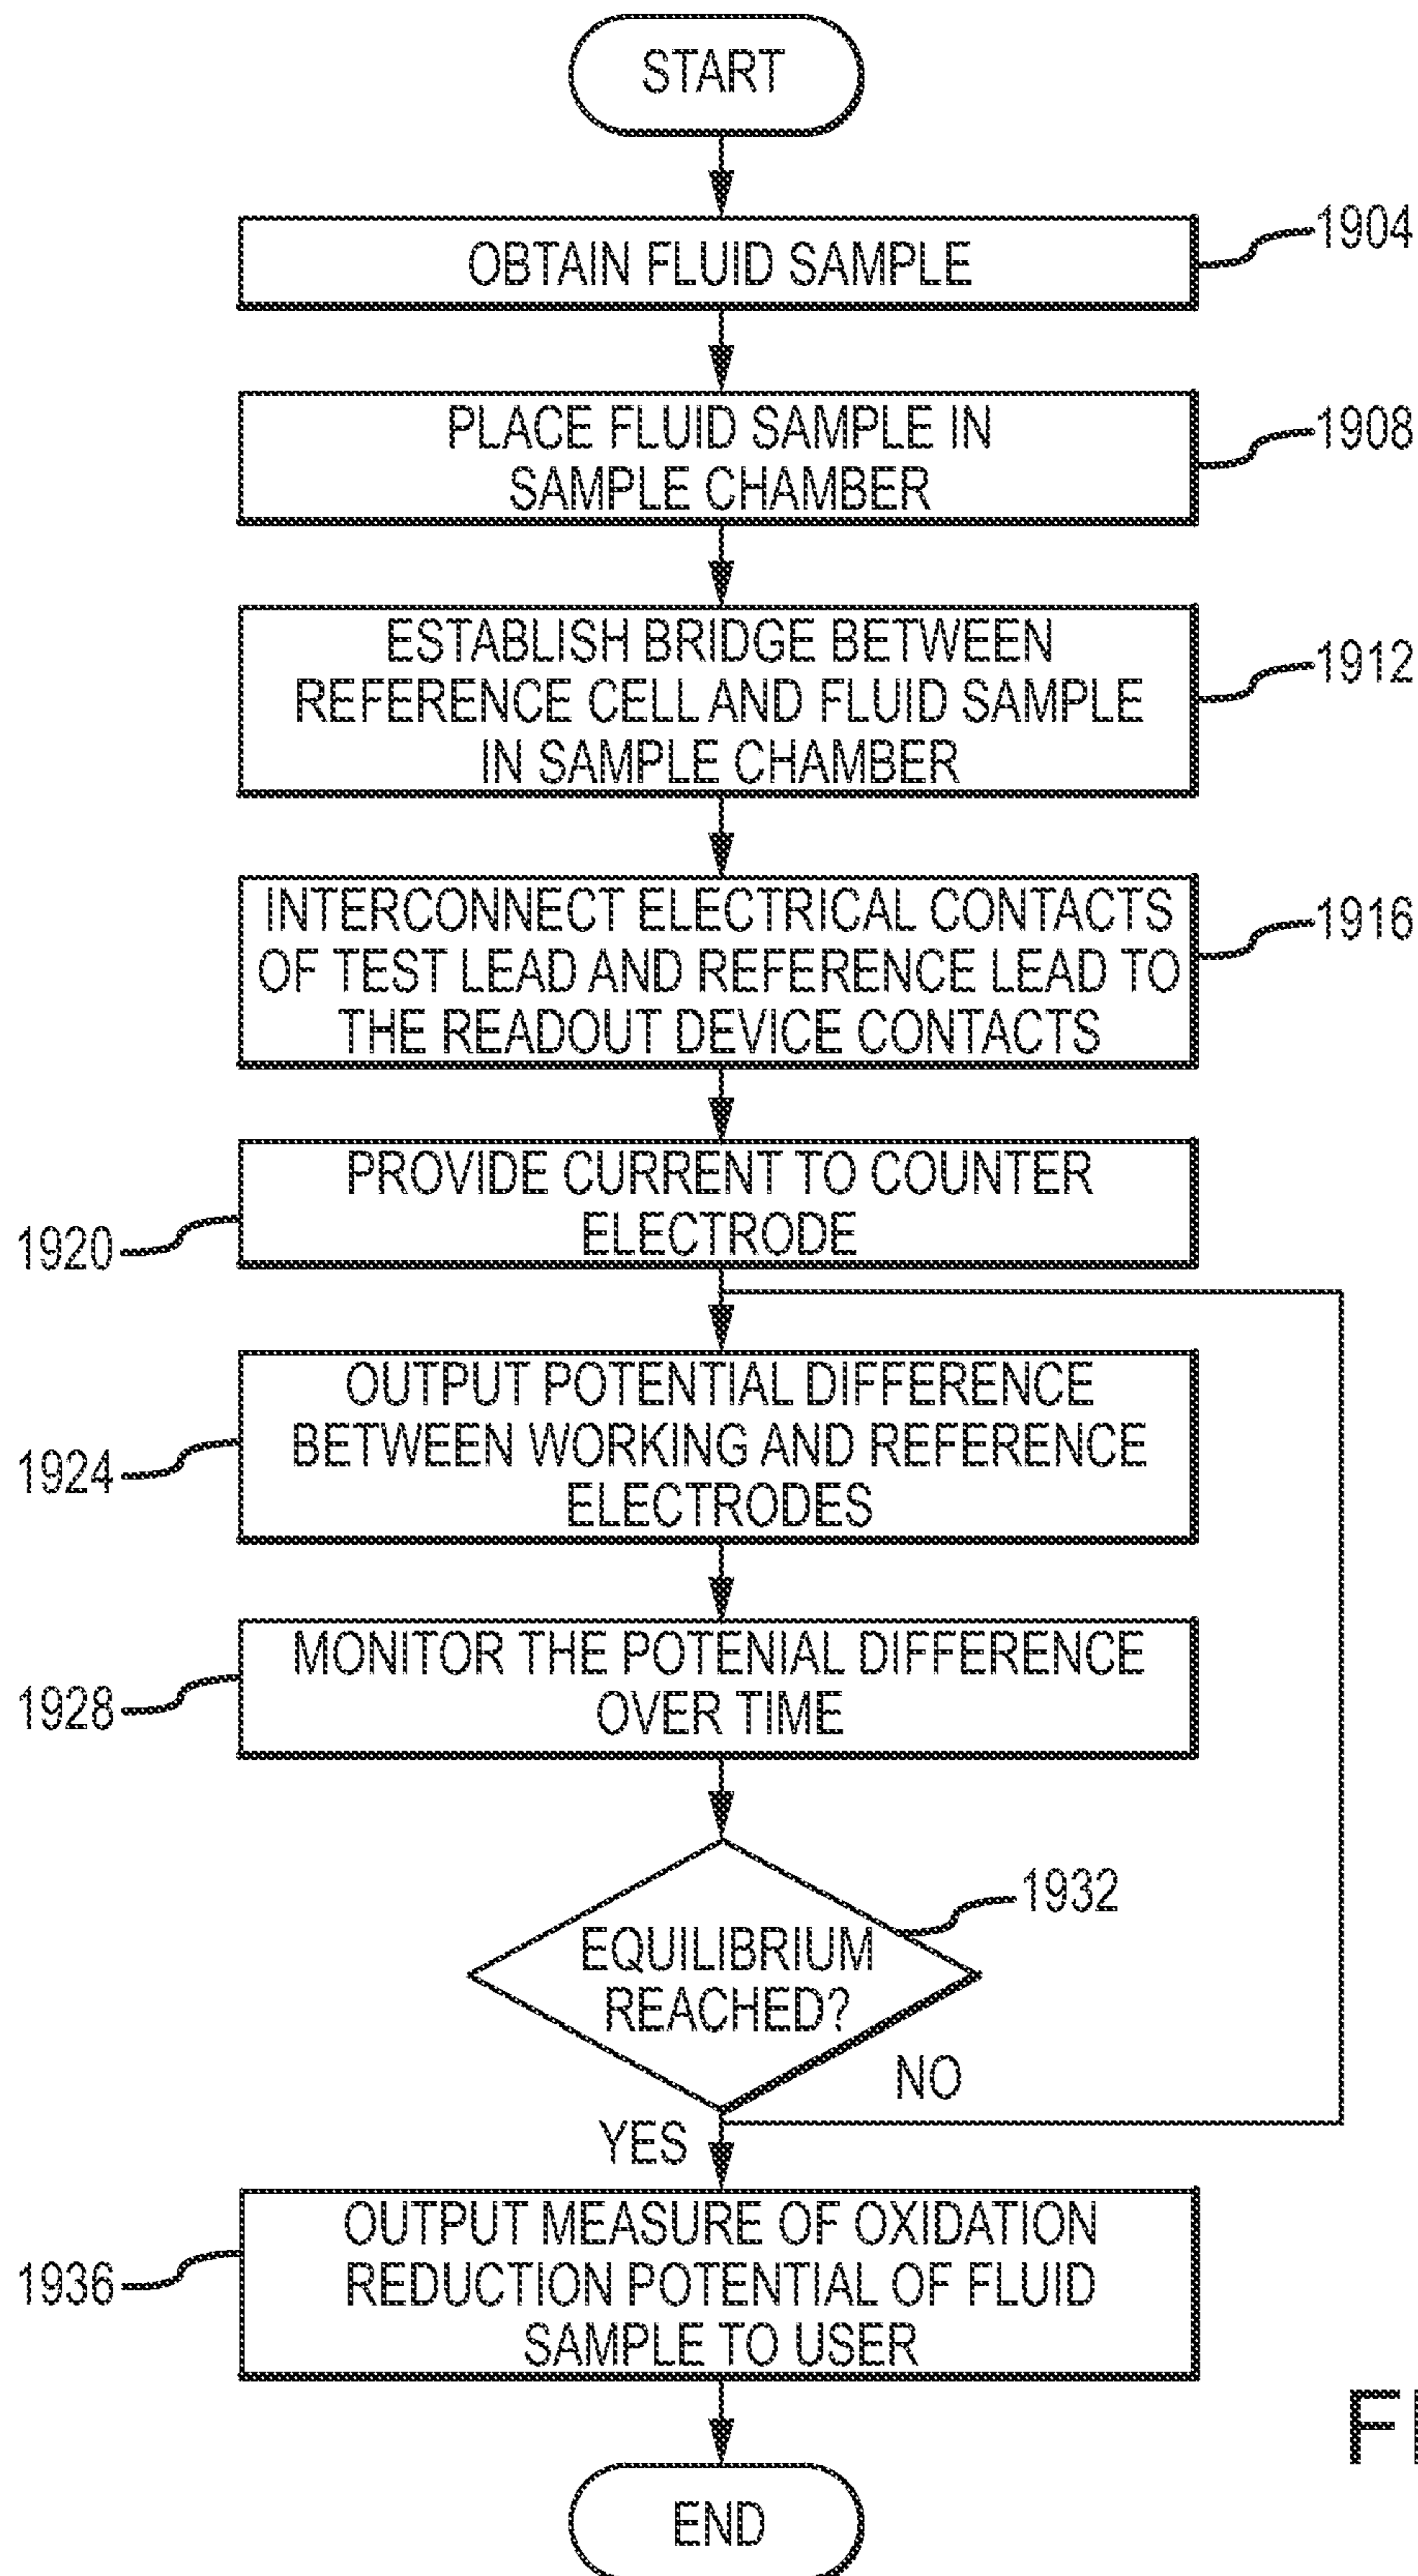 START
OBTAIN FLUID SAMPLE
1904
PLACE FLUID SAMPLE IN
SAMPLE CHAMBER
1908
ESTABLISH BRIDGE BETWEEN
REFERENCE CELL AND FLUID SAMPLE
IN SAMPLE CHAMBER
1912
INTERCONNECT ELECTRICAL CONTACTS
OF TEST LEAD AND REFERENCE LEAD TO
THE READOUT DEVICE CONTACTS
1916
PROVIDE CURRENT TO COUNTER
ELECTRODE
1920
OUTPUT POTENTIAL DIFFERENCE
BETWEEN WORKING AND REFERENCE
ELECTRODES
1924
MONITOR THE POTENIAL DIFFERENCE
OVER TIME
1928
EQUILIBRIUM
REACHED?
1932
NO
YES
OUTPUT MEASURE OF OXIDATION
REDUCTION POTENTIAL OF FLUID
SAMPLE TO USER
1936
END